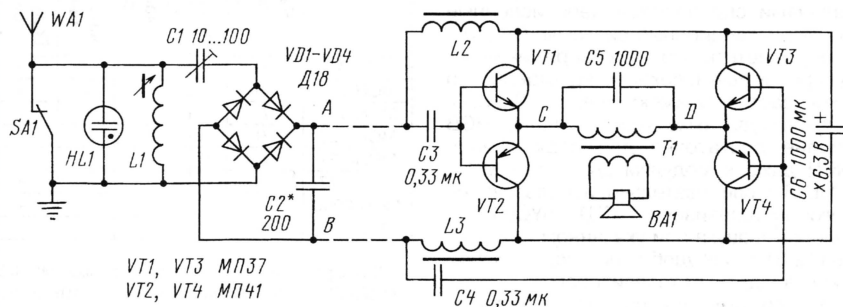 WA1
C1 10...100
VD1–VD4
Д18
SA1
HL1
L1
A
C2*
200
B
L2
C3
0,33 мк
VT1
VT2
C
C5 1000
D
T1
BA1
VT3
VT4
C6 1000 мк
× 6,3 В
+
L3
C4 0,33 мк
VT1, VT3 МП37
VT2, VT4 МП41